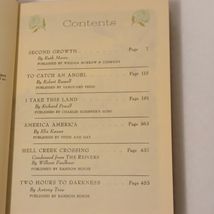 Contents
SECOND GROWTH Page 7
By Ruth Moore
PUBLISHED BY WILLIAM MORROW & COMPANY
TO CATCH AN ANGEL Page 115
By Robert Russell
PUBLISHED BY VANGUARD PRESS
I TAKE THIS LAND Page 191
By Richard Powell
PUBLISHED BY CHARLES SCRIBNER'S SONS
AMERICA AMERICA Page 363
By Elia Kazan
PUBLISHED BY STEIN AND DAY
HELL CREEK CROSSING Page 437
Condensed from THE REIVERS
By William Faulkner
PUBLISHED BY RANDOM HOUSE
TWO HOURS TO DARKNESS Page 455
By Antony Trew
PUBLISHED BY RANDOM HOUSE